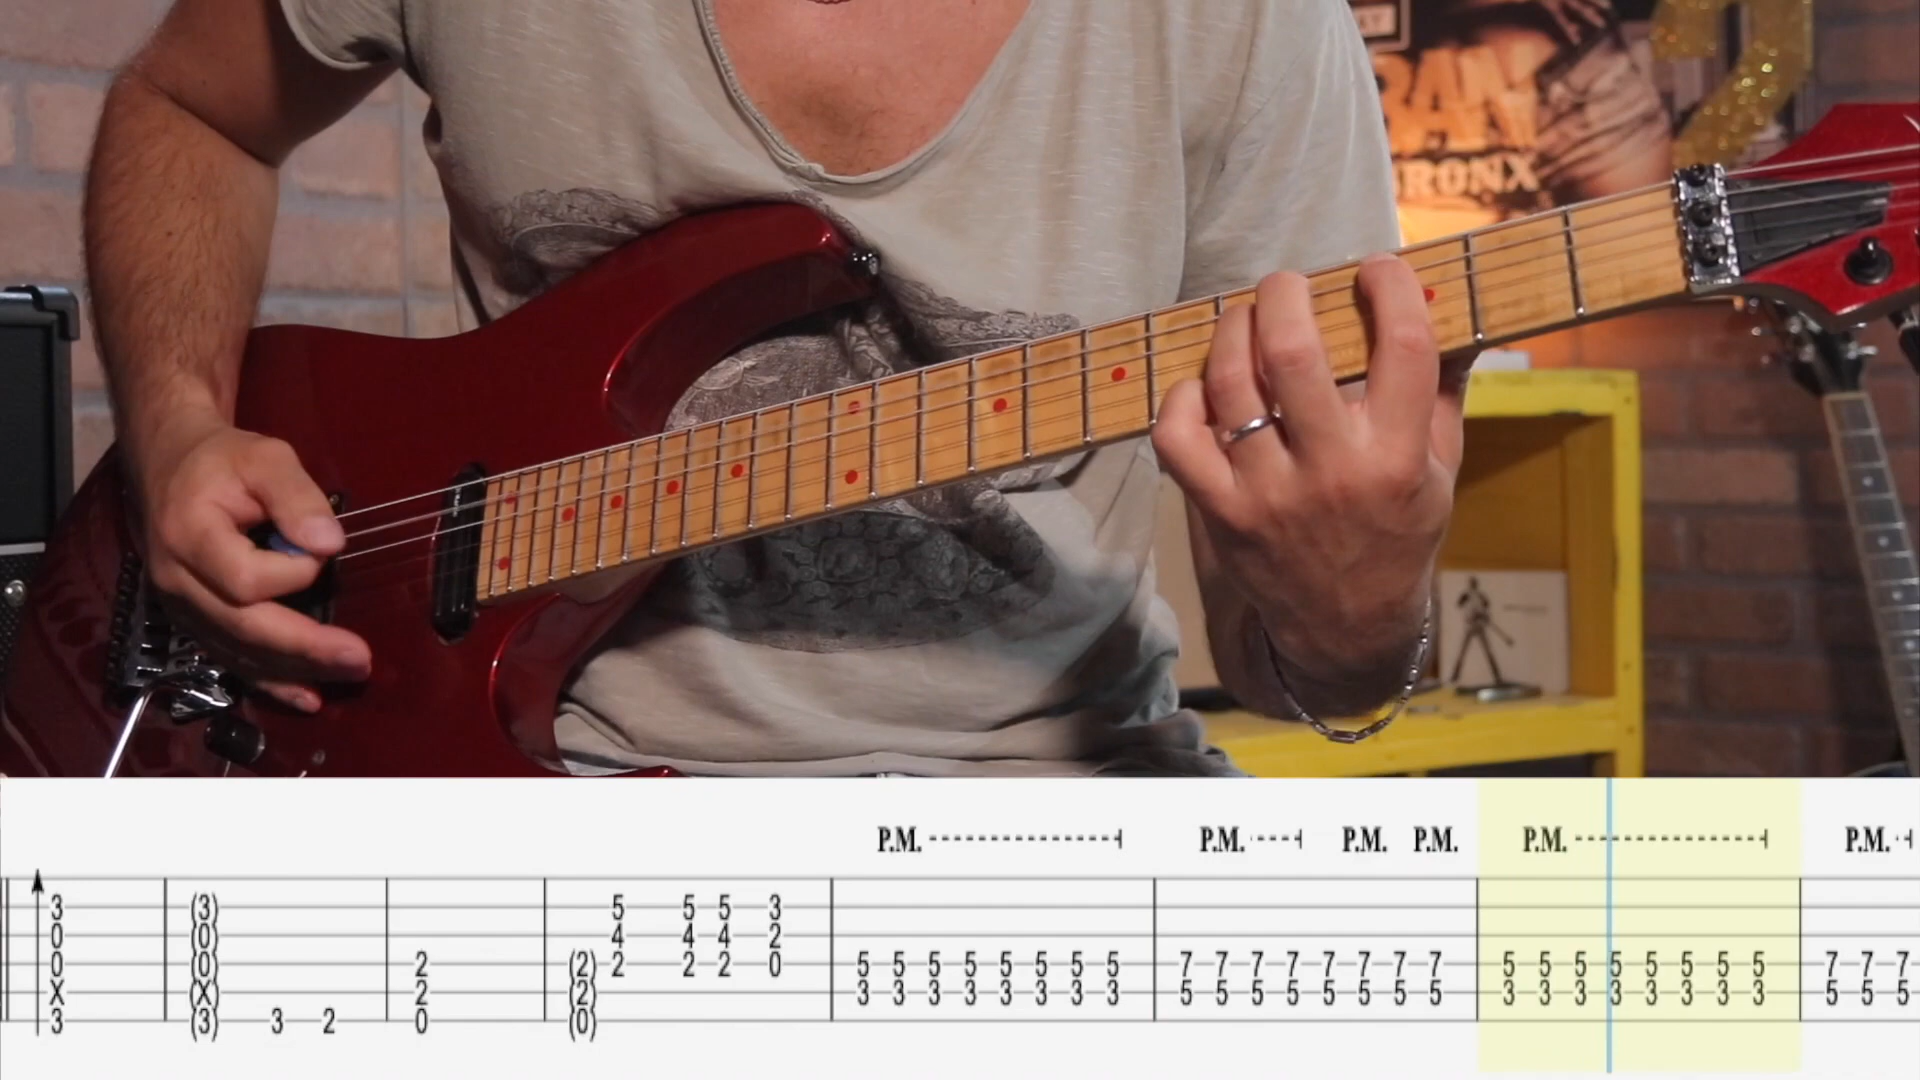 BRONX
P.M. P.M. P.M. P.M. P.M. P.M.
3 (3) 5 5 5 3
0 (0) 4 4 4 2
0 (0) 2 (2) 2 2 2 0 5 5 5 5 5 5 5 5 7 7 7 7 7 7 7 7 5 5 5 5 5 5 5 5 7 7 7
X (X) 2 (2) 3 3 3 3 3 3 3 3 5 5 5 5 5 5 5 5 3 3 3 3 3 3 3 3 5 5 5
3 (3) 3 2 0 (0)